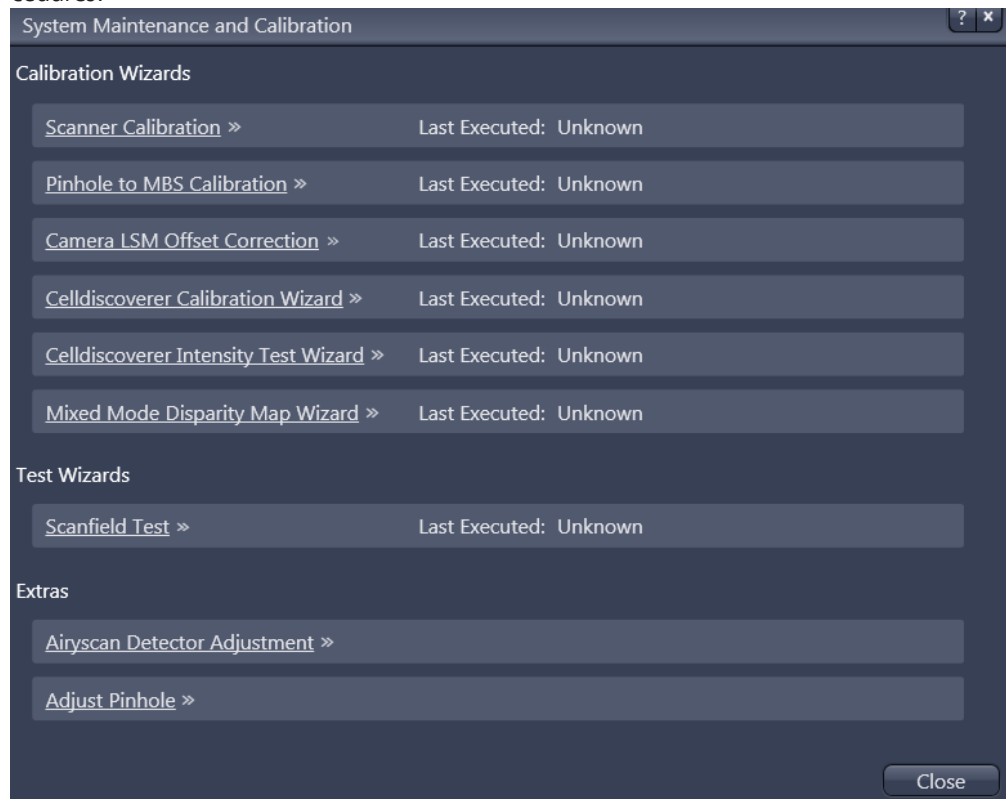 System Maintenance and Calibration ? ×
Calibration Wizards
Scanner Calibration » Last Executed: Unknown
Pinhole to MBS Calibration » Last Executed: Unknown
Camera LSM Offset Correction » Last Executed: Unknown
Celldiscoverer Calibration Wizard » Last Executed: Unknown
Celldiscoverer Intensity Test Wizard » Last Executed: Unknown
Mixed Mode Disparity Map Wizard » Last Executed: Unknown
Test Wizards
Scanfield Test » Last Executed: Unknown
Extras
Airyscan Detector Adjustment »
Adjust Pinhole »
Close